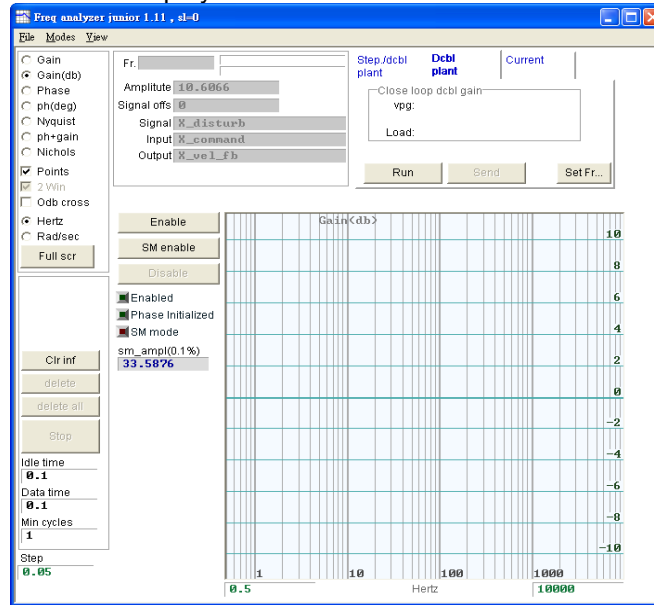 Freq analyzer junior 1.11 , sl=0
File Modes View
Gain
Gain(db)
Phase
ph(deg)
Nyquist
ph+gain
Nichols
Points
2 Win
Odb cross
Hertz
Rad/sec
Full scr
Fr.
Amplitude 10.6066
Signal offs 0
Signal X_disturb
Input X_command
Output X_vel_fb
Step./dcbl plant
Dcbl plant
Current
Close loop dcbl gain
vpg:
Load:
Run
Send
Set Fr...
Enable
SM enable
Disable
Enabled
Phase Initialized
SM mode
sm_ampl(0.1%)
33.5876
Clr inf
delete
delete all
Stop
Idle time
0.1
Data time
0.1
Min cycles
1
Step
0.05
Gain(db)
10
8
6
4
2
0
-2
-4
-6
-8
-10
1 10 100 1000
0.5 Hertz 10000